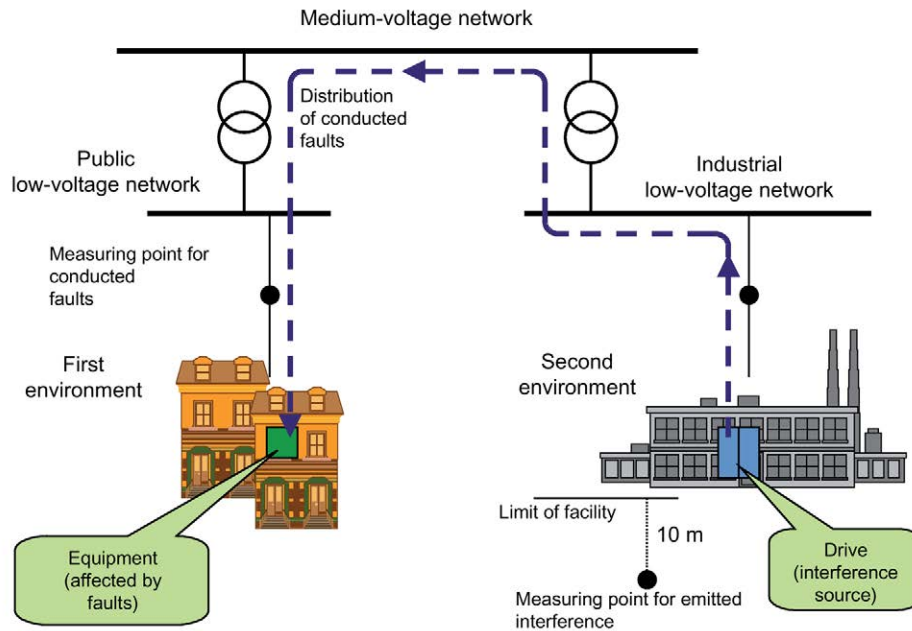 Medium-voltage network
Distribution
of conducted
faults
Public
low-voltage network
Industrial
low-voltage network
Measuring point for
conducted
faults
First
environment
Second
environment
Limit of facility
10 m
Equipment
(affected by
faults)
Drive
(interference
source)
Measuring point for emitted
interference